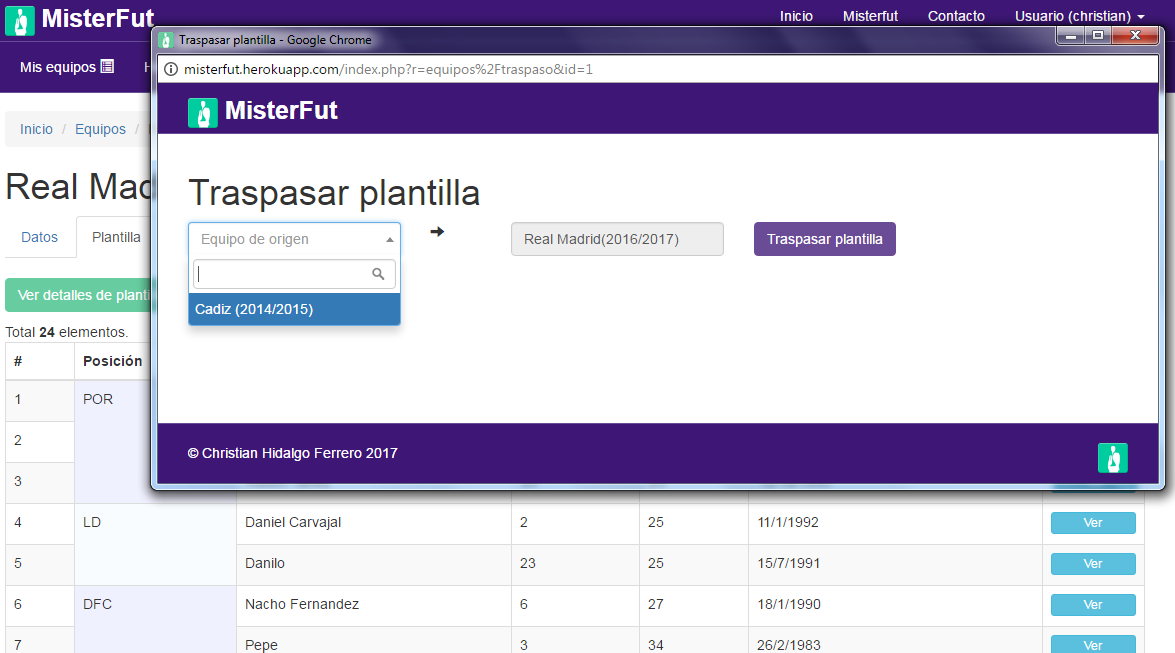 MisterFut
Inicio Misterfut Contacto Usuario (christian)
Traspasar plantilla - Google Chrome
Mis equipos
misterfut.herokuapp.com/index.php?r=equipos%2Ftraspaso&id=1
MisterFut
Inicio / Equipos /
Real Mad
Traspasar plantilla
Datos Plantilla
Equipo de origen Real Madrid(2016/2017) Traspasar plantilla
Cadiz (2014/2015)
Ver detalles de planti
Total 24 elementos.
# Posición
1 POR
2
3
© Christian Hidalgo Ferrero 2017
4 LD Daniel Carvajal 2 25 11/1/1992 Ver
5 Danilo 23 25 15/7/1991 Ver
6 DFC Nacho Fernandez 6 27 18/1/1990 Ver
7 Pepe 3 34 26/2/1983 Ver